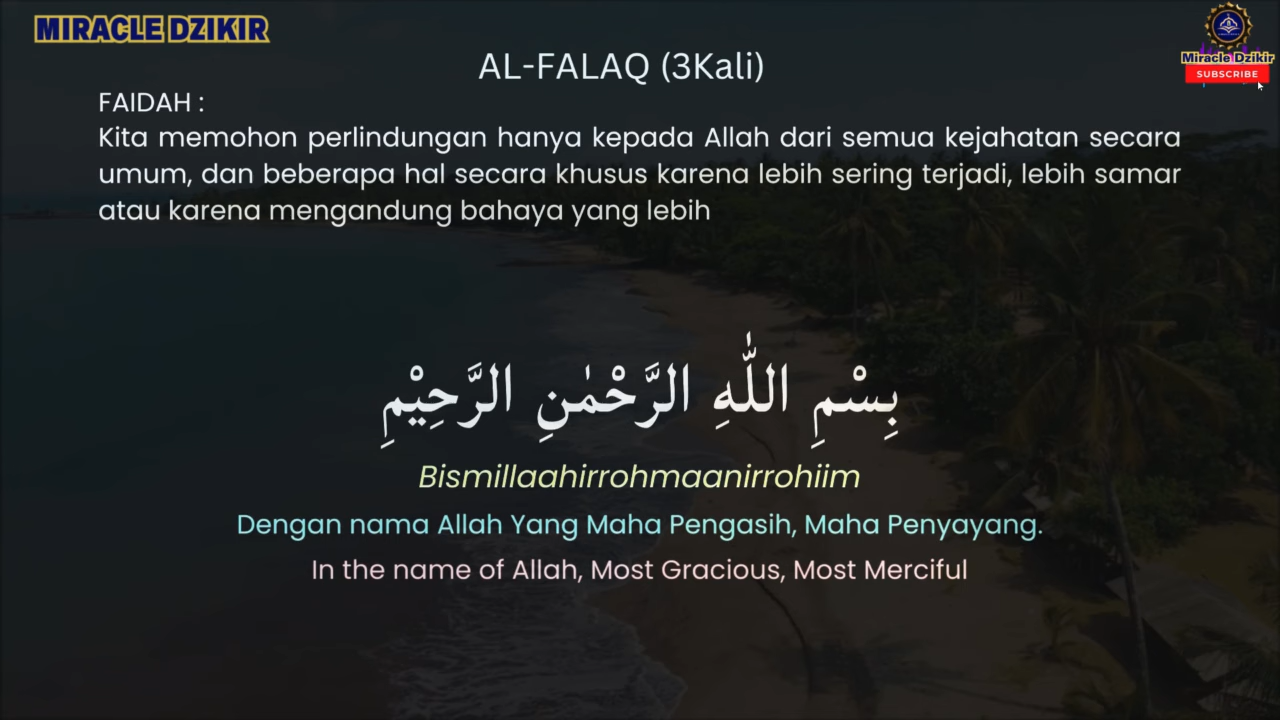 MIRACLE DZIKIR
Miracle Dzikir
SUBSCRIBE
AL-FALAQ (3Kali)
FAIDAH :
Kita memohon perlindungan hanya kepada Allah dari semua kejahatan secara
umum, dan beberapa hal secara khusus karena lebih sering terjadi, lebih samar
atau karena mengandung bahaya yang lebih
بِسْمِ اللّٰهِ الرَّحْمٰنِ الرَّحِيْمِ
Bismillaahirrohmaanirrohiim
Dengan nama Allah Yang Maha Pengasih, Maha Penyayang.
In the name of Allah, Most Gracious, Most Merciful